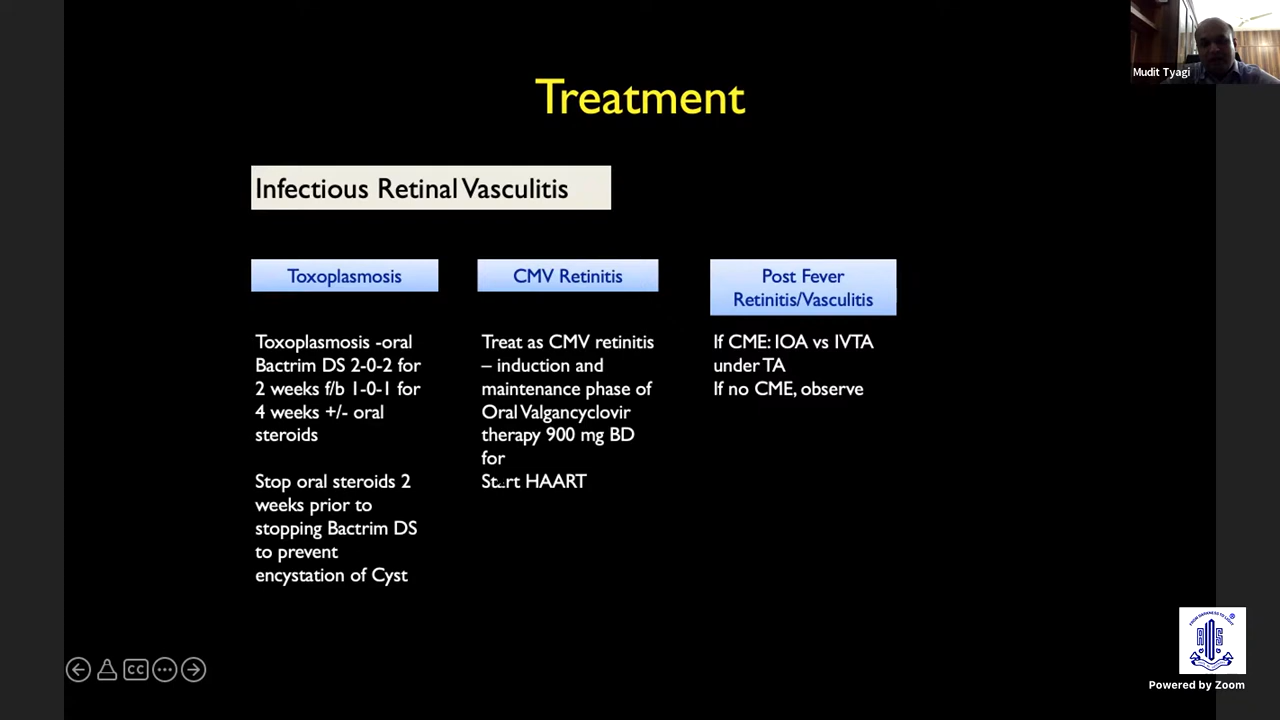 Mudit Tyagi
Treatment
Infectious Retinal Vasculitis
Toxoplasmosis
Toxoplasmosis -oral
Bactrim DS 2-0-2 for
2 weeks f/b 1-0-1 for
4 weeks +/- oral
steroids
Stop oral steroids 2
weeks prior to
stopping Bactrim DS
to prevent
encystation of Cyst
CMV Retinitis
Treat as CMV retinitis
– induction and
maintenance phase of
Oral Valgancyclovir
therapy 900 mg BD
for
Start HAART
Post Fever
Retinitis/Vasculitis
If CME: IOA vs IVTA
under TA
If no CME, observe
CC
Powered by Zoom